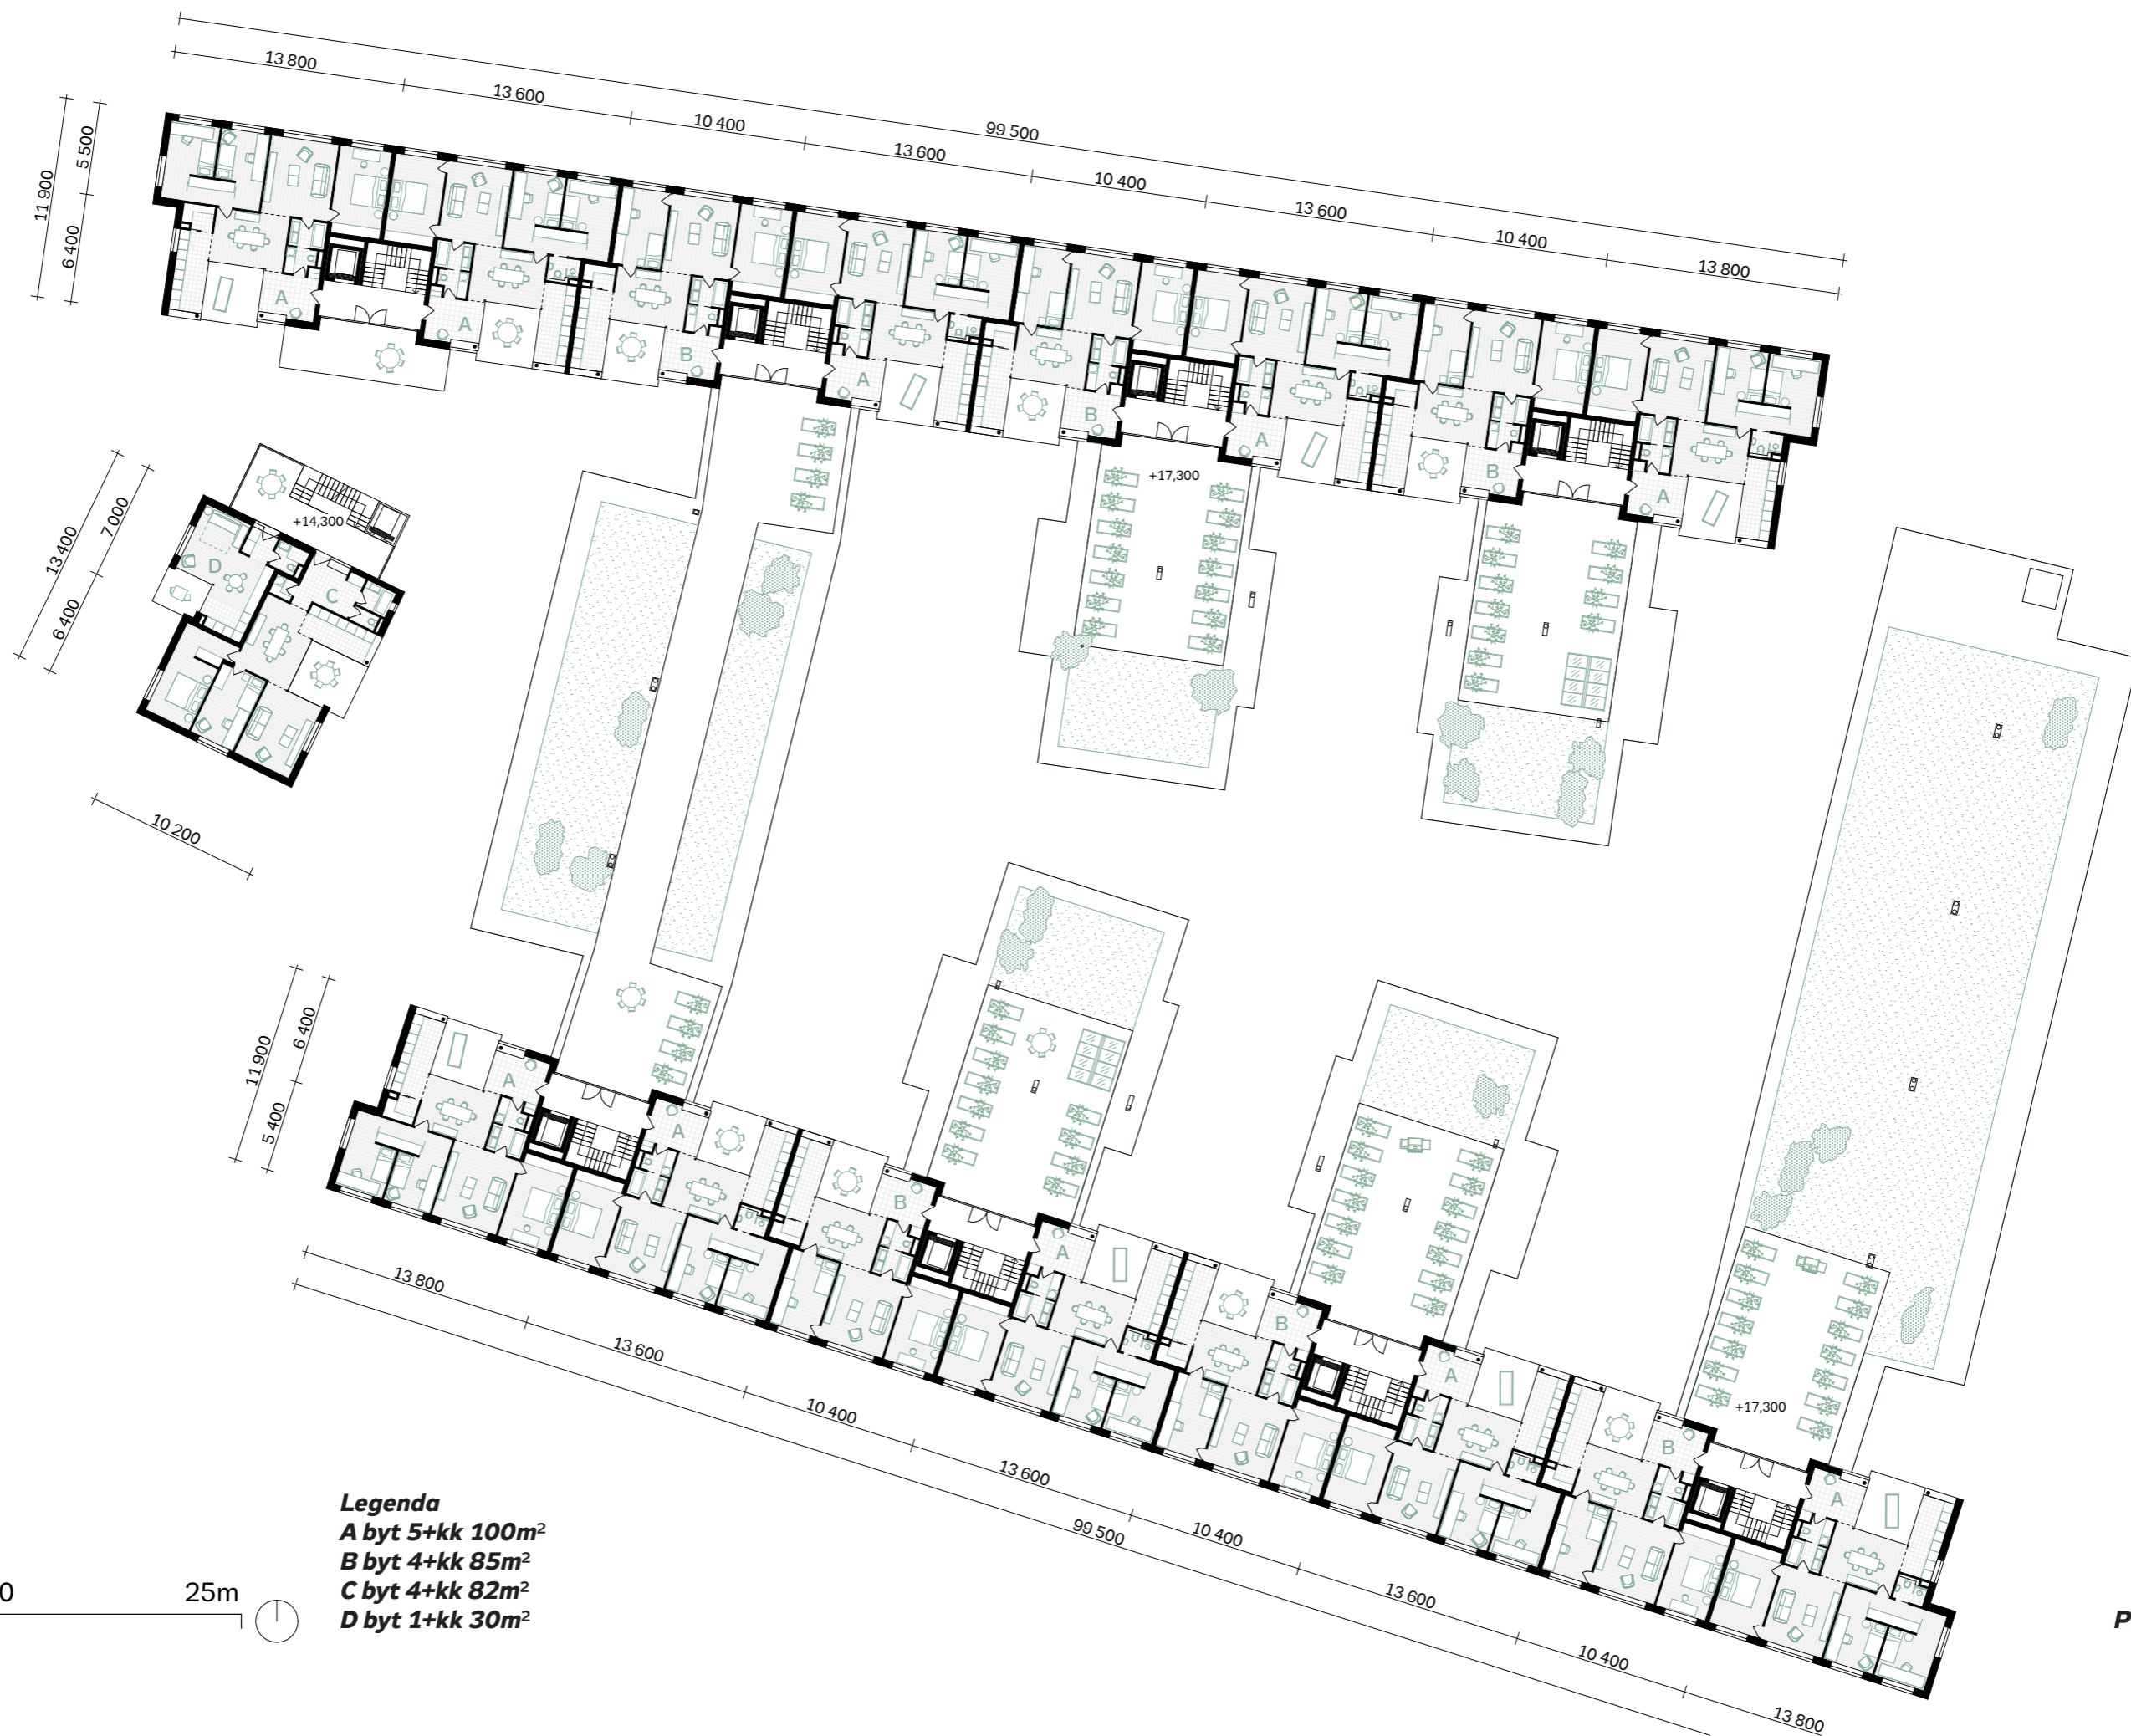 13 800
13 600
10 400
99 500
13 600
10 400
13 600
10 400
13 800
11 900
5 500
6 400
A
A
B
A
B
A
B
A
+17,300
13 400
7 000
6 400
+14,300
D
C
10 200
11 900
6 400
5 400
A
A
B
A
B
A
B
A
+17,300
13 800
13 600
10 400
13 600
99 500
10 400
13 600
10 400
13 800
Legenda
A byt 5+kk 100m²
B byt 4+kk 85m²
C byt 4+kk 82m²
D byt 1+kk 30m²
0
25m
P